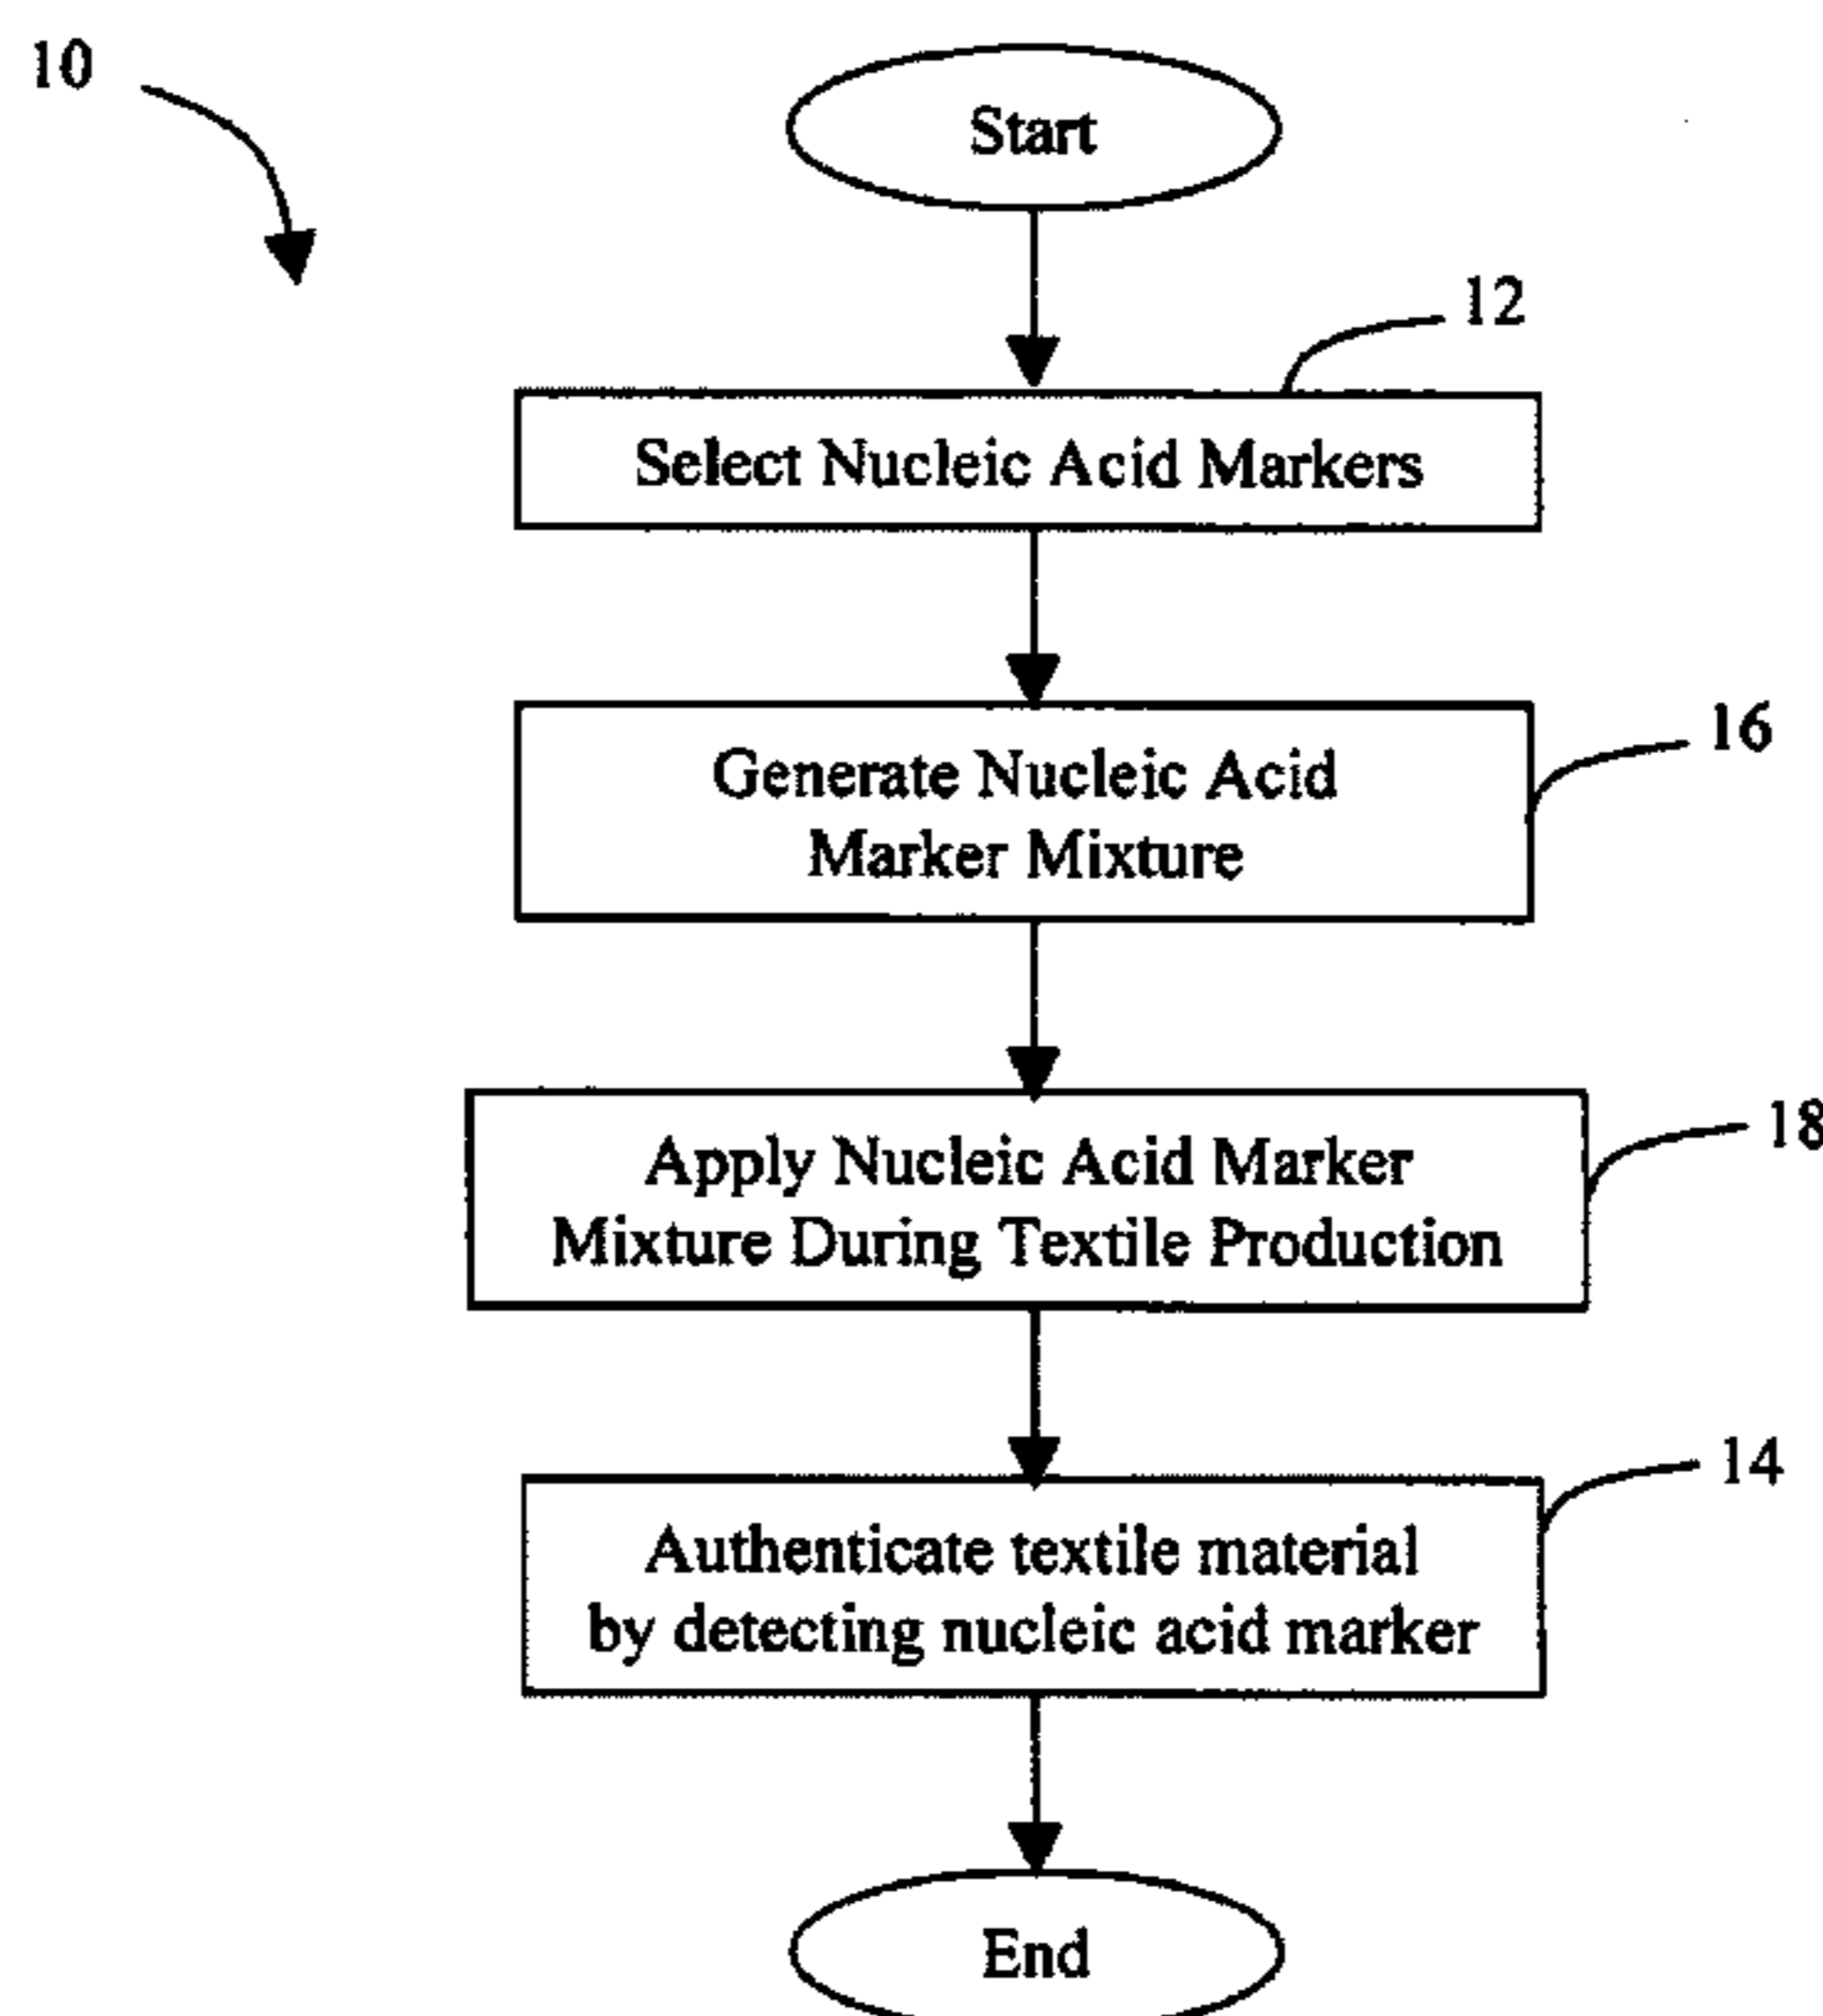 10
Start
12
Select Nucleic Acid Markers
16
Generate Nucleic Acid
Marker Mixture
18
Apply Nucleic Acid Marker
Mixture During Textile Production
14
Authenticate textile material
by detecting nucleic acid marker
End